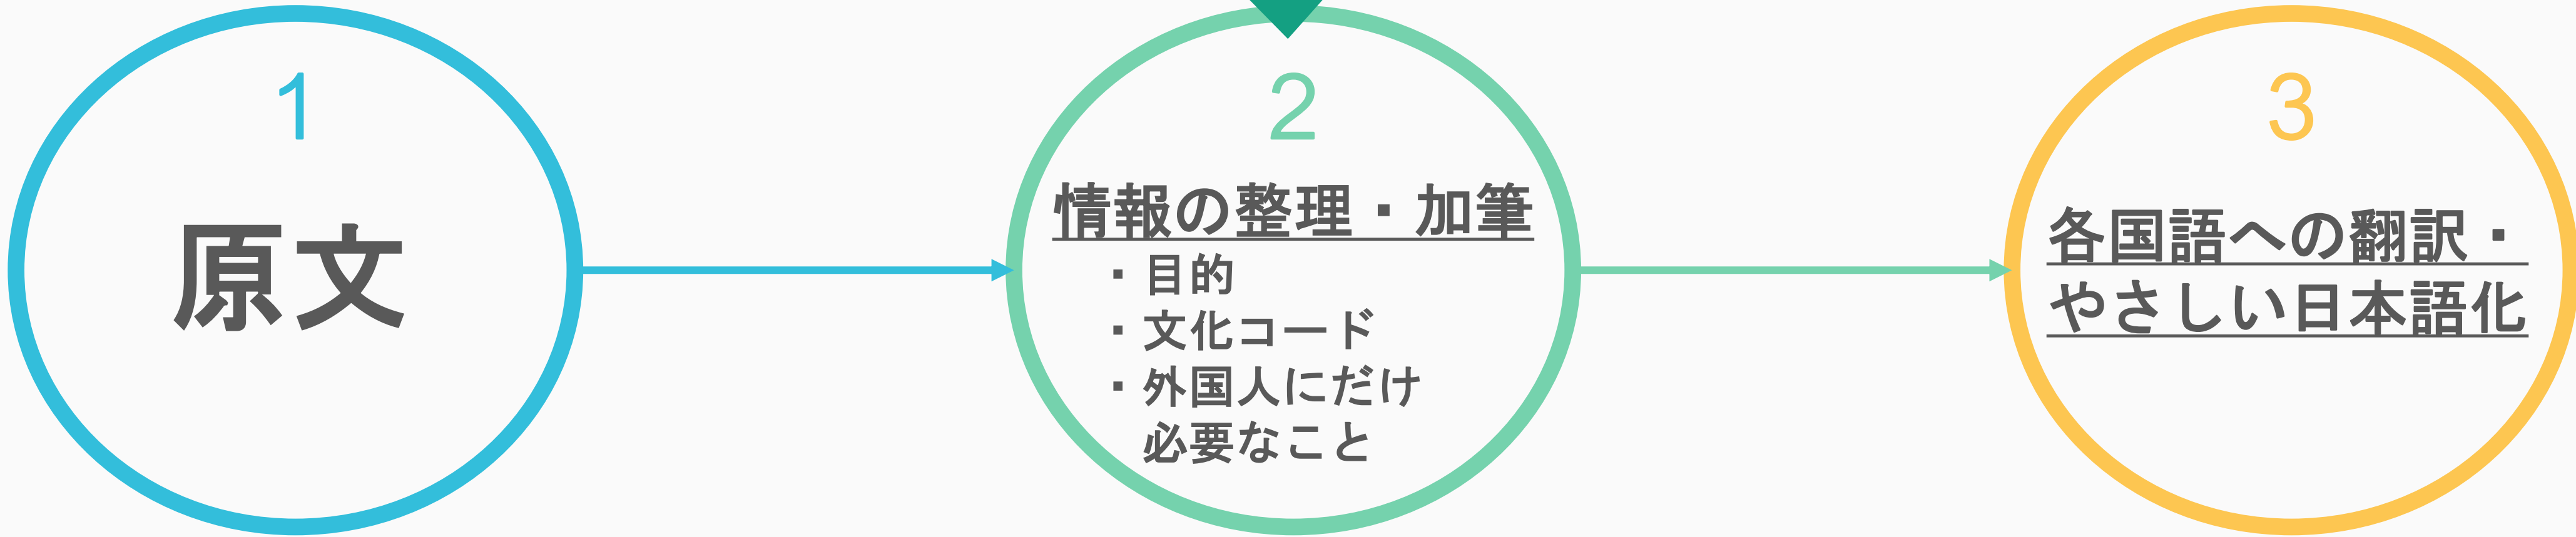 1
原文
2
情報の整理・加筆
・目的
・文化コード
・外国人にだけ
必要なこと
3
各国語への翻訳・
やさしい日本語化